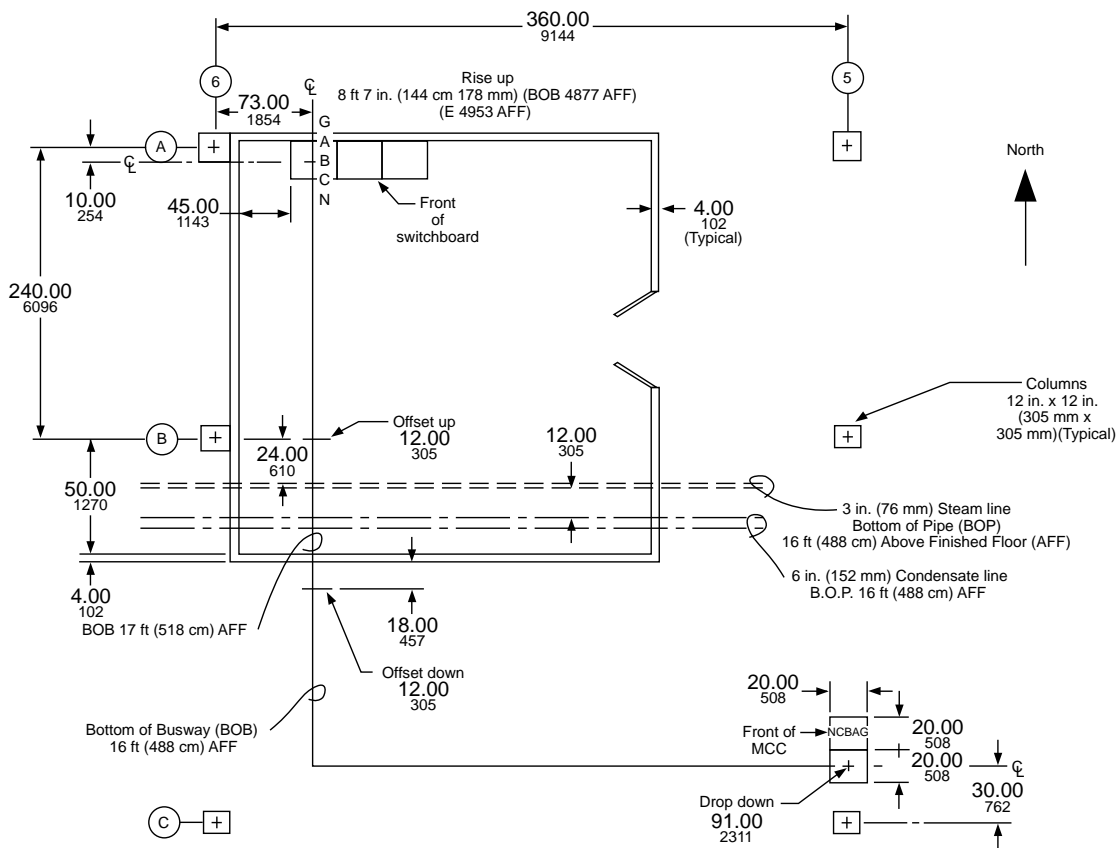 360.00
9144
6
5
℄
Rise up
8 ft 7 in. (144 cm 178 mm) (BOB 4877 AFF)
(E 4953 AFF)
73.00
1854
G
A
B
C
N
A
℄
North
10.00
254
45.00
1143
Front
of
switchboard
4.00
102
(Typical)
240.00
6096
Columns
12 in. x 12 in.
(305 mm x
305 mm)(Typical)
B
Offset up
12.00
305
24.00
610
12.00
305
50.00
1270
3 in. (76 mm) Steam line
Bottom of Pipe (BOP)
16 ft (488 cm) Above Finished Floor (AFF)
6 in. (152 mm) Condensate line
B.O.P. 16 ft (488 cm) AFF
4.00
102
BOB 17 ft (518 cm) AFF
18.00
457
Offset down
12.00
305
20.00
508
Bottom of Busway (BOB)
16 ft (488 cm) AFF
Front of
MCC
NCBAG
20.00
508
20.00
508
℄
30.00
762
Drop down
91.00
2311
C